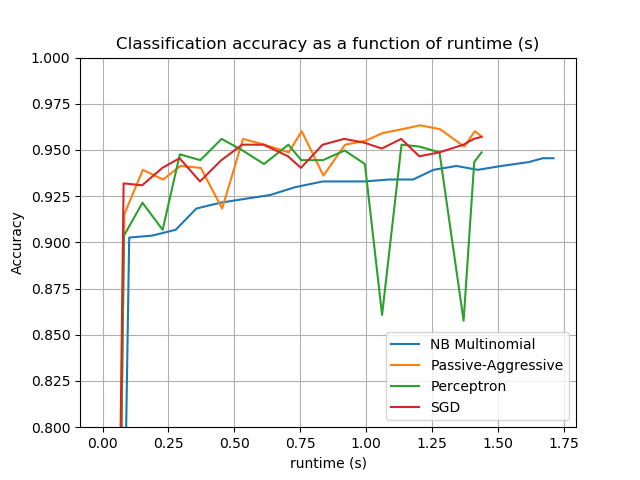 Classification accuracy as a function of runtime (s)
1.000
0.975
0.950
0.925
0.900
0.875
0.850
0.825
0.800
Accuracy
0.00 0.25 0.50 0.75 1.00 1.25 1.50 1.75
runtime (s)
NB Multinomial
Passive-Aggressive
Perceptron
SGD